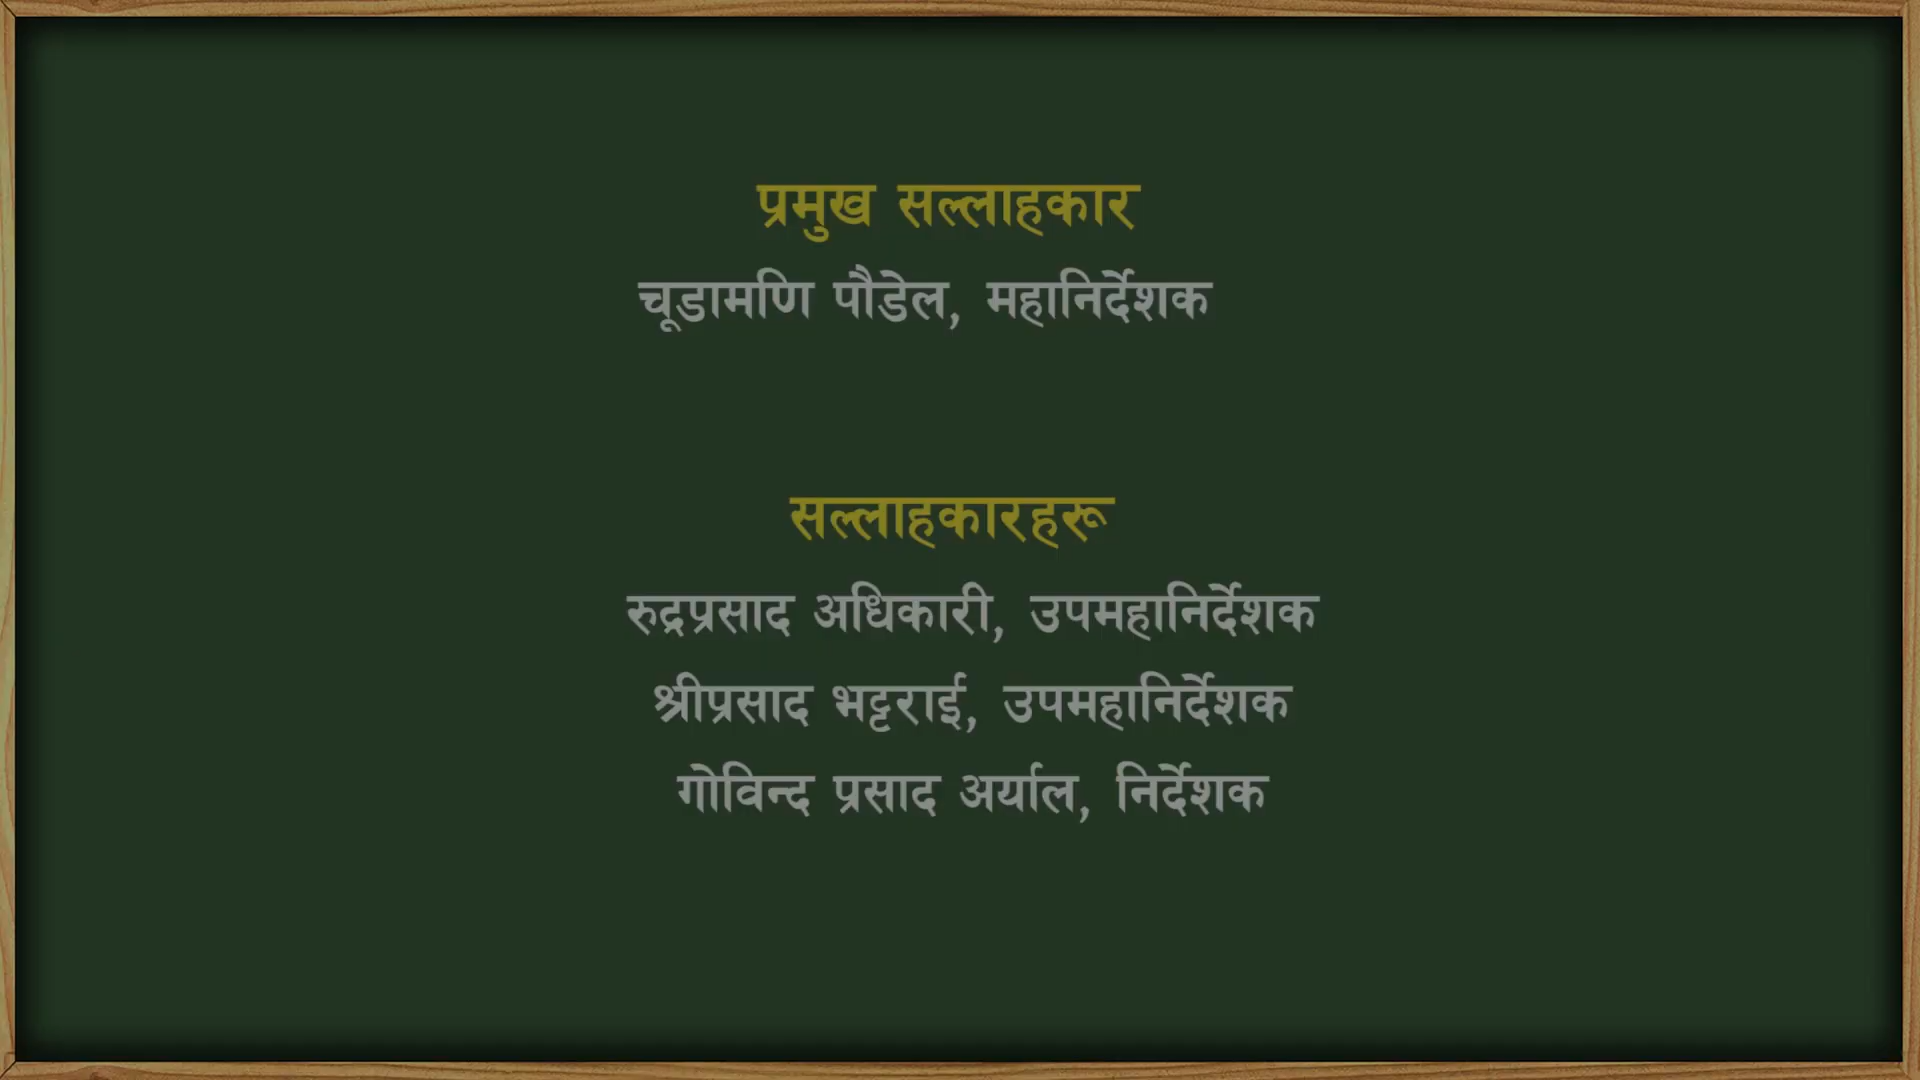 प्रमुख सल्लाहकार
चूडामणि पौडेल, महानिर्देशक
सल्लाहकारहरू
रुद्रप्रसाद अधिकारी, उपमहानिर्देशक
श्रीप्रसाद भट्टराई, उपमहानिर्देशक
गोविन्द प्रसाद अर्याल, निर्देशक